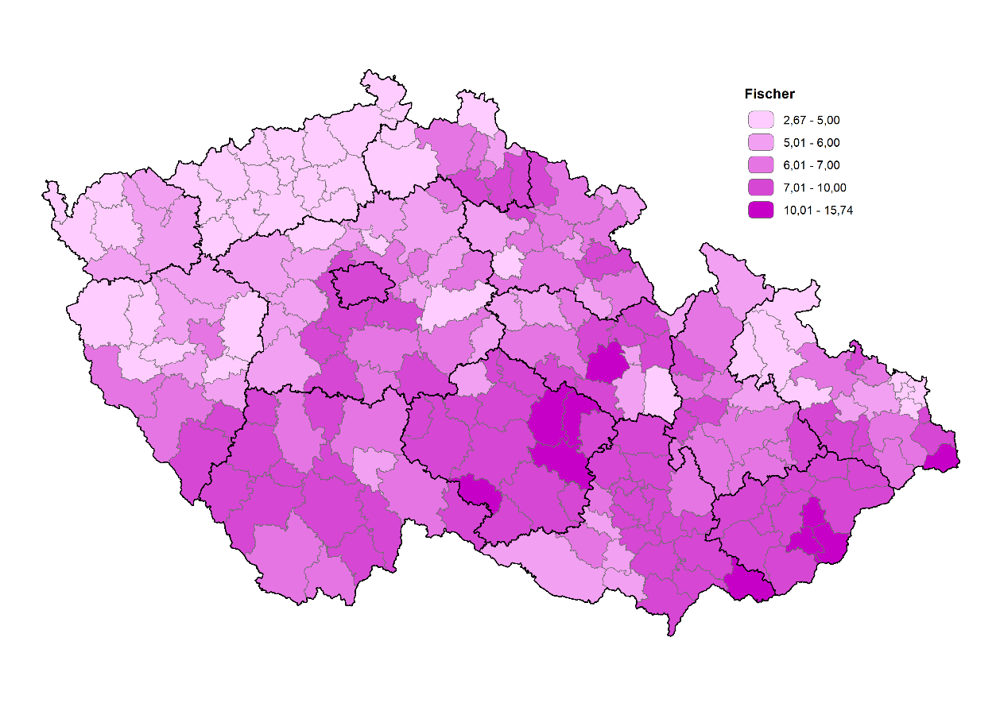 Fischer
2,67 - 5,00
5,01 - 6,00
6,01 - 7,00
7,01 - 10,00
10,01 - 15,74